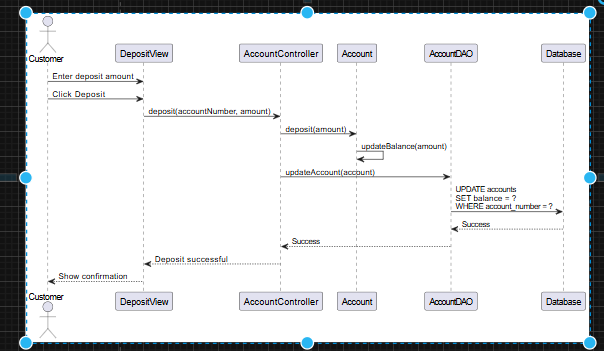 Customer
DepositView
AccountController
Account
AccountDAO
Database
Enter deposit amount
Click Deposit
deposit(accountNumber, amount)
deposit(amount)
updateBalance(amount)
updateAccount(account)
UPDATE accounts
SET balance = ?
WHERE account_number = ?
Success
Success
Deposit successful
Show confirmation
Customer
DepositView
AccountController
Account
AccountDAO
Database